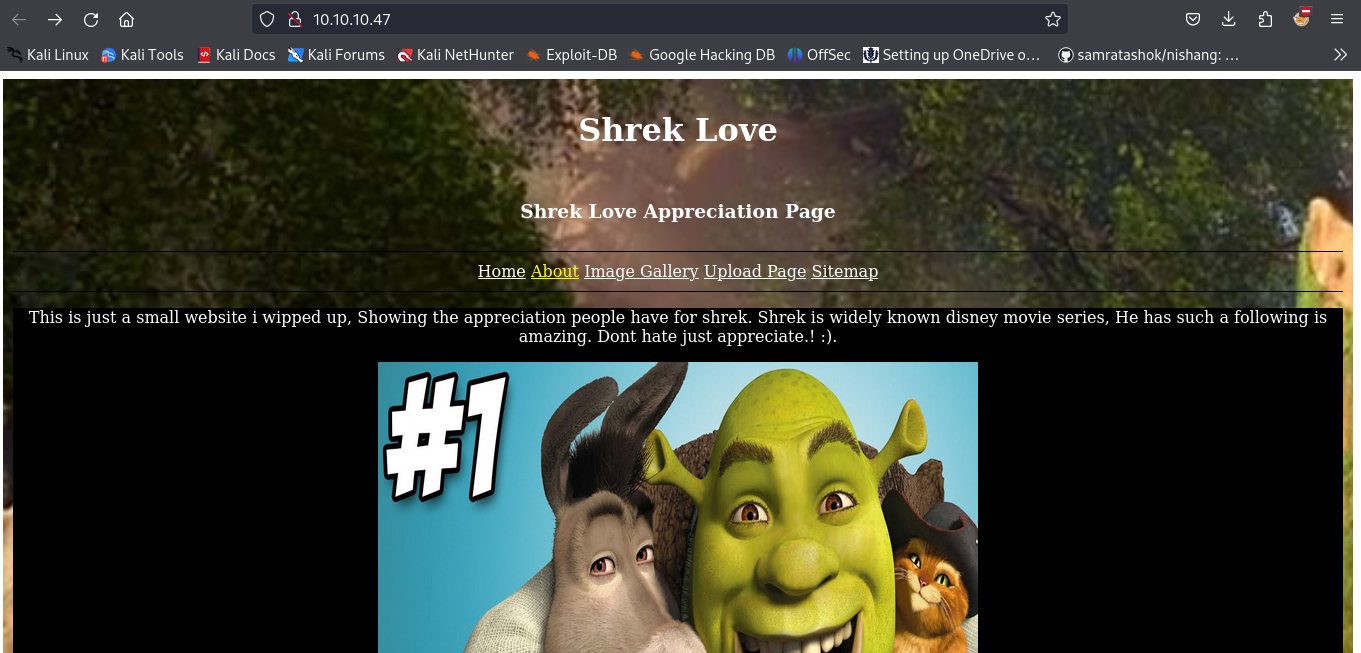 10.10.10.47
Kali Linux Kali Tools Kali Docs Kali Forums Kali NetHunter Exploit-DB Google Hacking DB OffSec Setting up OneDrive o… samratashok/nishang: …
Shrek Love
Shrek Love Appreciation Page
Home About Image Gallery Upload Page Sitemap
This is just a small website i wipped up, Showing the appreciation people have for shrek. Shrek is widely known disney movie series, He has such a following is
amazing. Dont hate just appreciate.! :).
#1